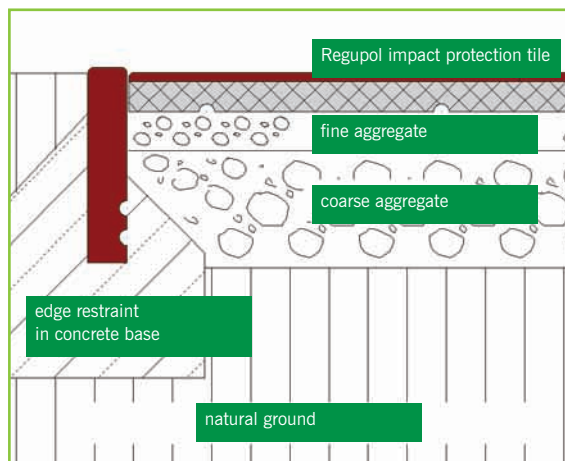 Regupol impact protection tile
fine aggregate
coarse aggregate
edge restraint
in concrete base
natural ground